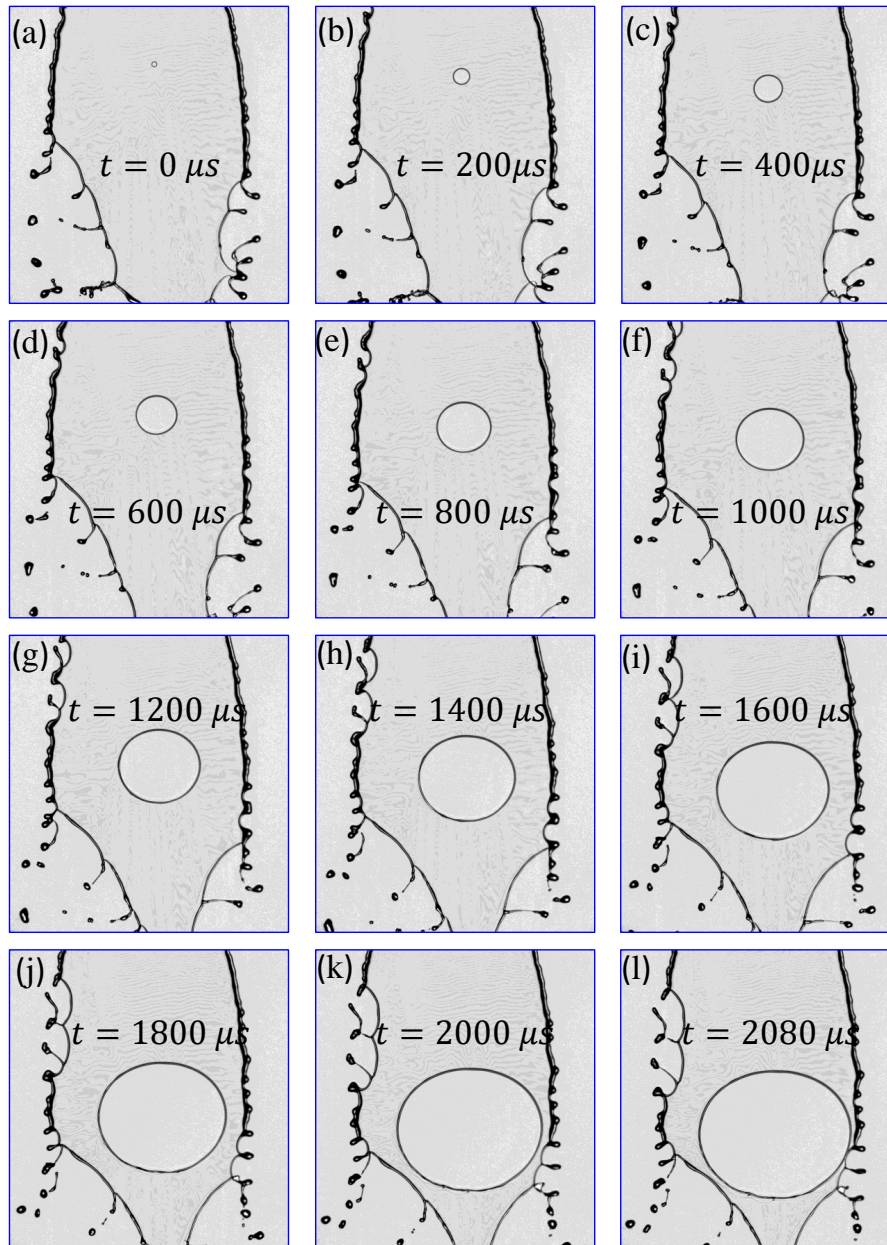 (a)
t = 0 μs
(b)
t = 200μs
(c)
t = 400μs
(d)
t = 600 μs
(e)
t = 800 μs
(f)
t = 1000 μs
(g)
t = 1200 μs
(h)
t = 1400 μs
(i)
t = 1600 μs
(j)
t = 1800 μs
(k)
t = 2000 μs
(l)
t = 2080 μs